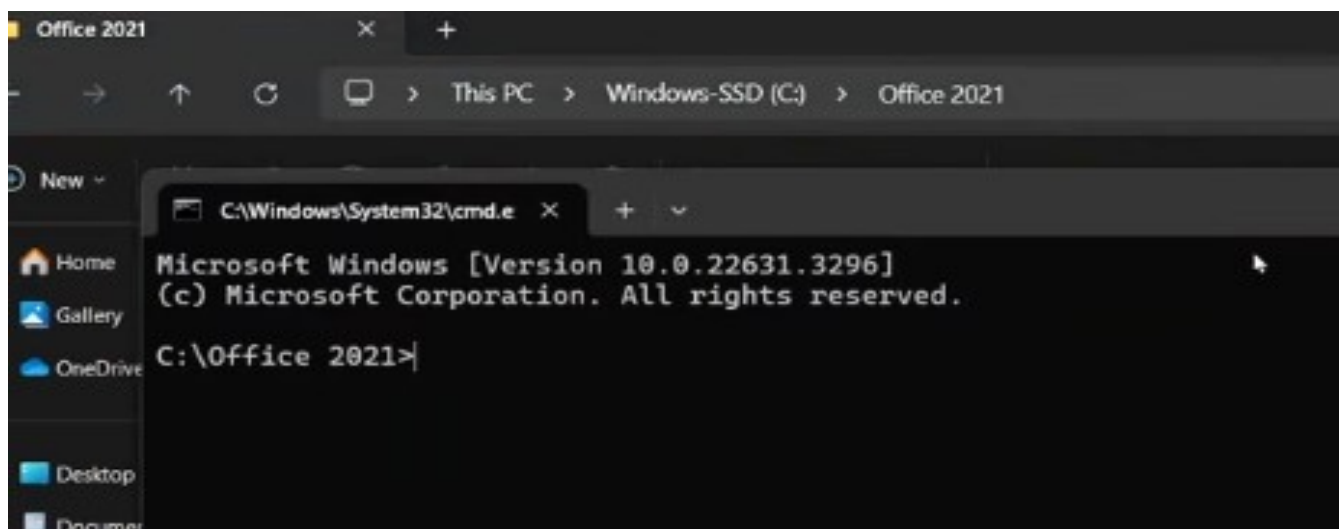 Office 2021
This PC > Windows-SSD (C:) > Office 2021
New
C:\Windows\System32\cmd.e
Home
Microsoft Windows [Version 10.0.22631.3296]
(c) Microsoft Corporation. All rights reserved.
Gallery
OneDrive
C:\Office 2021>
Desktop